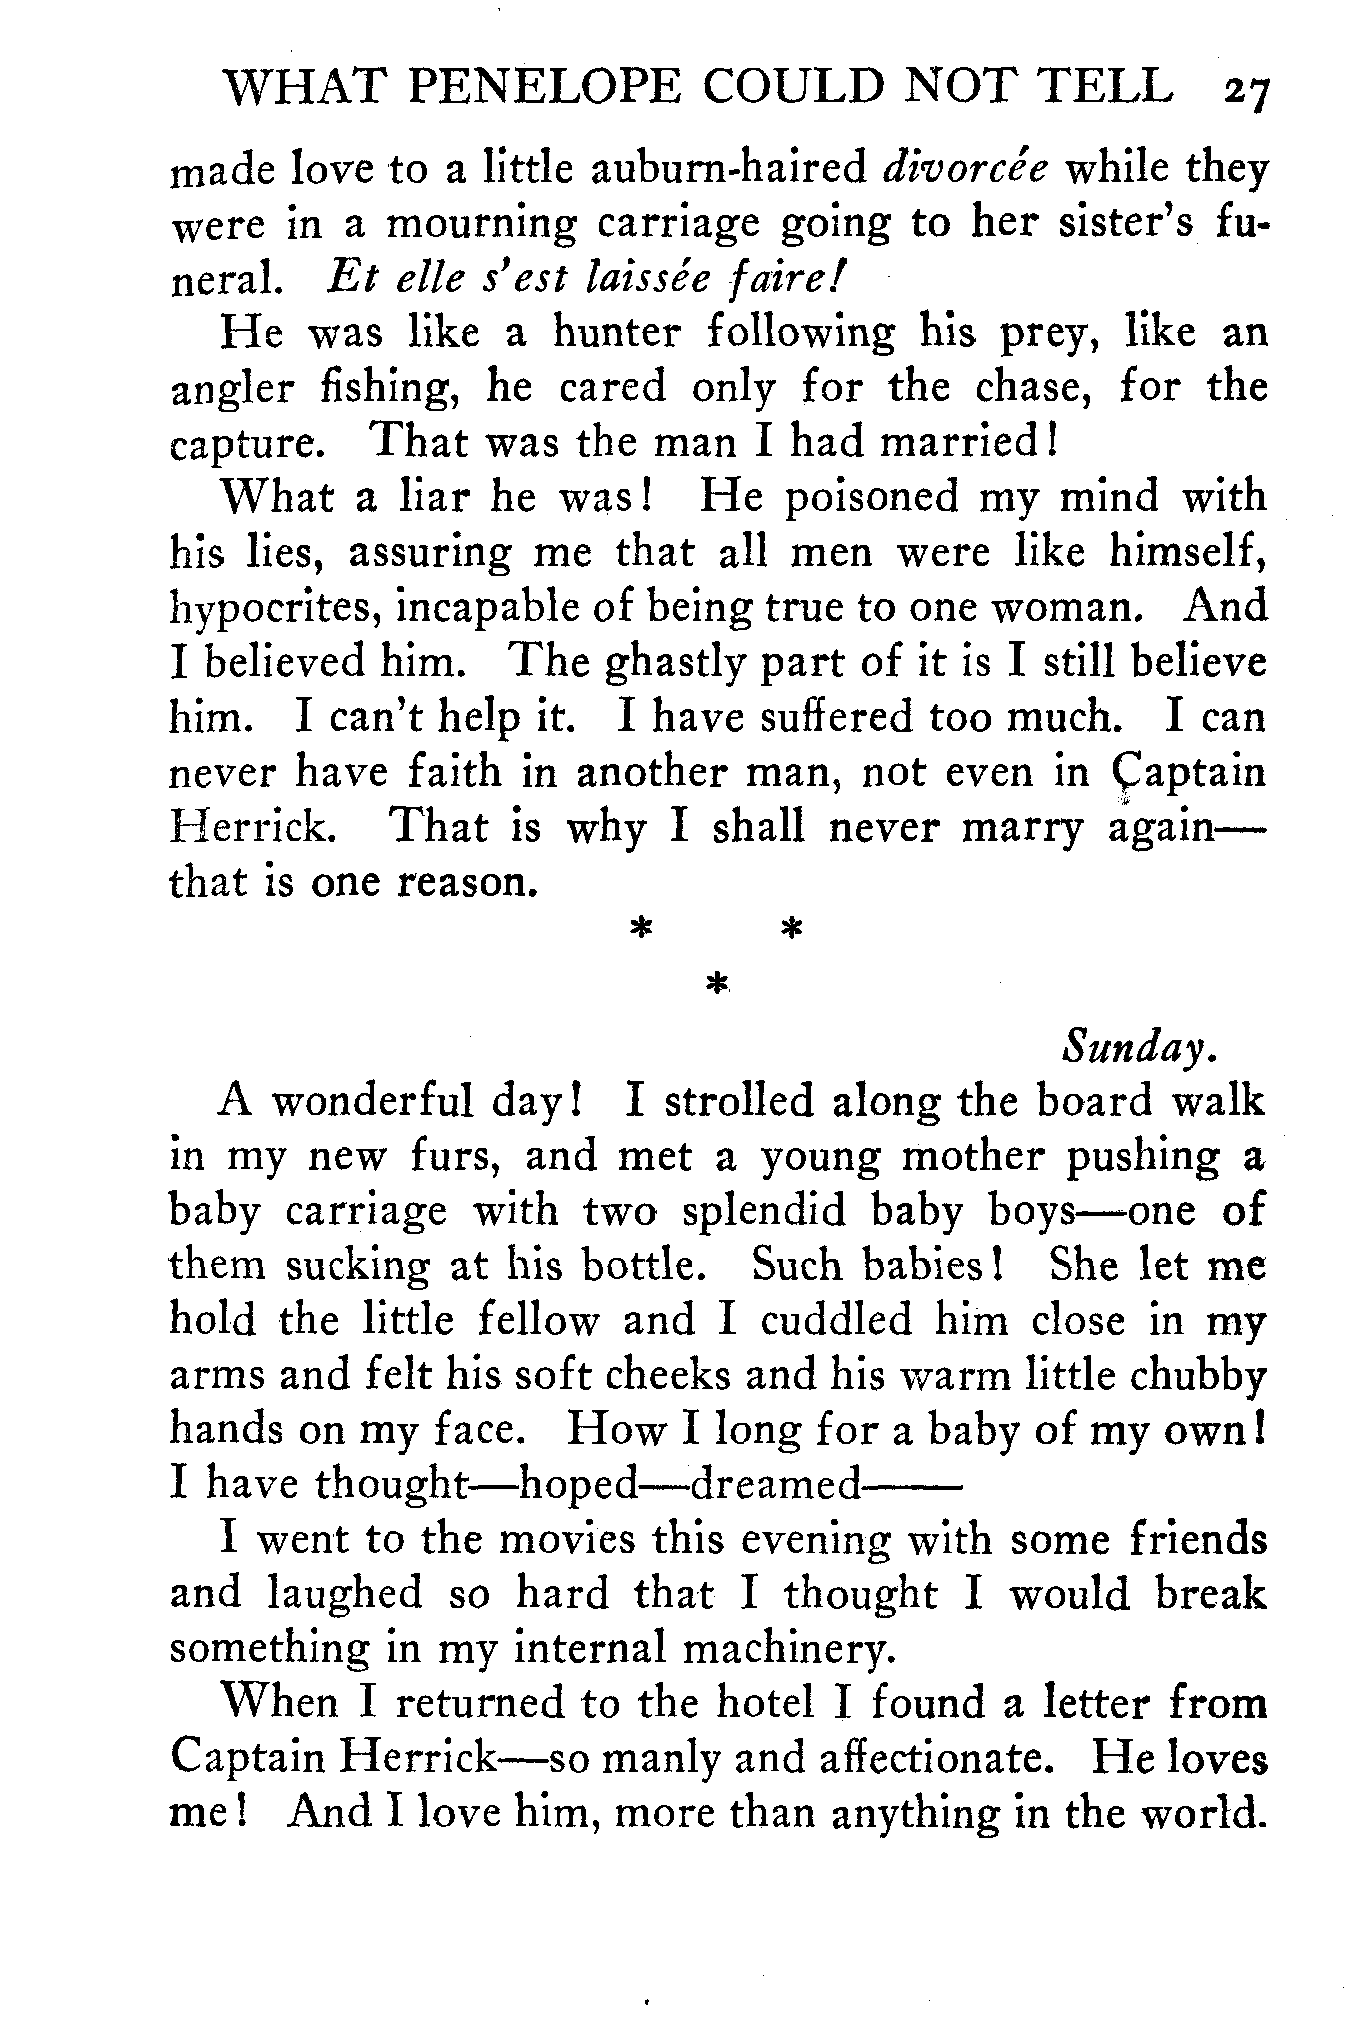 WHAT PENELOPE COULD NOT TELL 27
made love to a little auburn-haired divorcée while they
were in a mourning carriage going to her sister's fu-
neral. Et elle s'est laissée faire!
He was like a hunter following his prey, like an
angler fishing, he cared only for the chase, for the
capture. That was the man I had married!
What a liar he was! He poisoned my mind with
his lies, assuring me that all men were like himself,
hypocrites, incapable of being true to one woman. And
I believed him. The ghastly part of it is I still believe
him. I can't help it. I have suffered too much. I can
never have faith in another man, not even in Captain
Herrick. That is why I shall never marry again—
that is one reason.
* *
*
Sunday.
A wonderful day! I strolled along the board walk
in my new furs, and met a young mother pushing a
baby carriage with two splendid baby boys—one of
them sucking at his bottle. Such babies! She let me
hold the little fellow and I cuddled him close in my
arms and felt his soft cheeks and his warm little chubby
hands on my face. How I long for a baby of my own!
I have thought—hoped—dreamed——
I went to the movies this evening with some friends
and laughed so hard that I thought I would break
something in my internal machinery.
When I returned to the hotel I found a letter from
Captain Herrick—so manly and affectionate. He loves
me! And I love him, more than anything in the world.